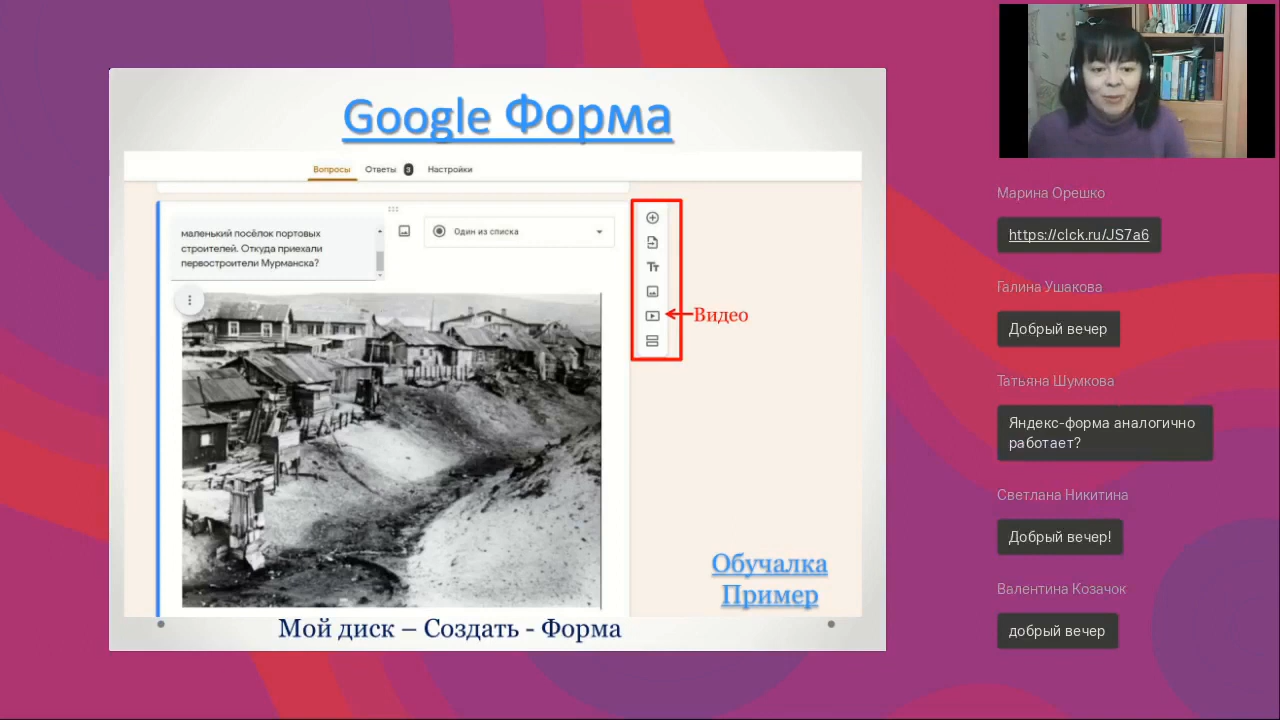 Google Форма
Вопросы Ответы 3 Настройки
маленький посёлок портовых
строителей. Откуда приехали
первостроители Мурманска?
Один из списка
Тт
Видео
Обучалка
Пример
Мой диск – Создать - Форма
Марина Орешко
https://clck.ru/JS7a6
Галина Ушакова
Добрый вечер
Татьяна Шумкова
Яндекс-форма аналогично
работает?
Светлана Никитина
Добрый вечер!
Валентина Козачок
добрый вечер